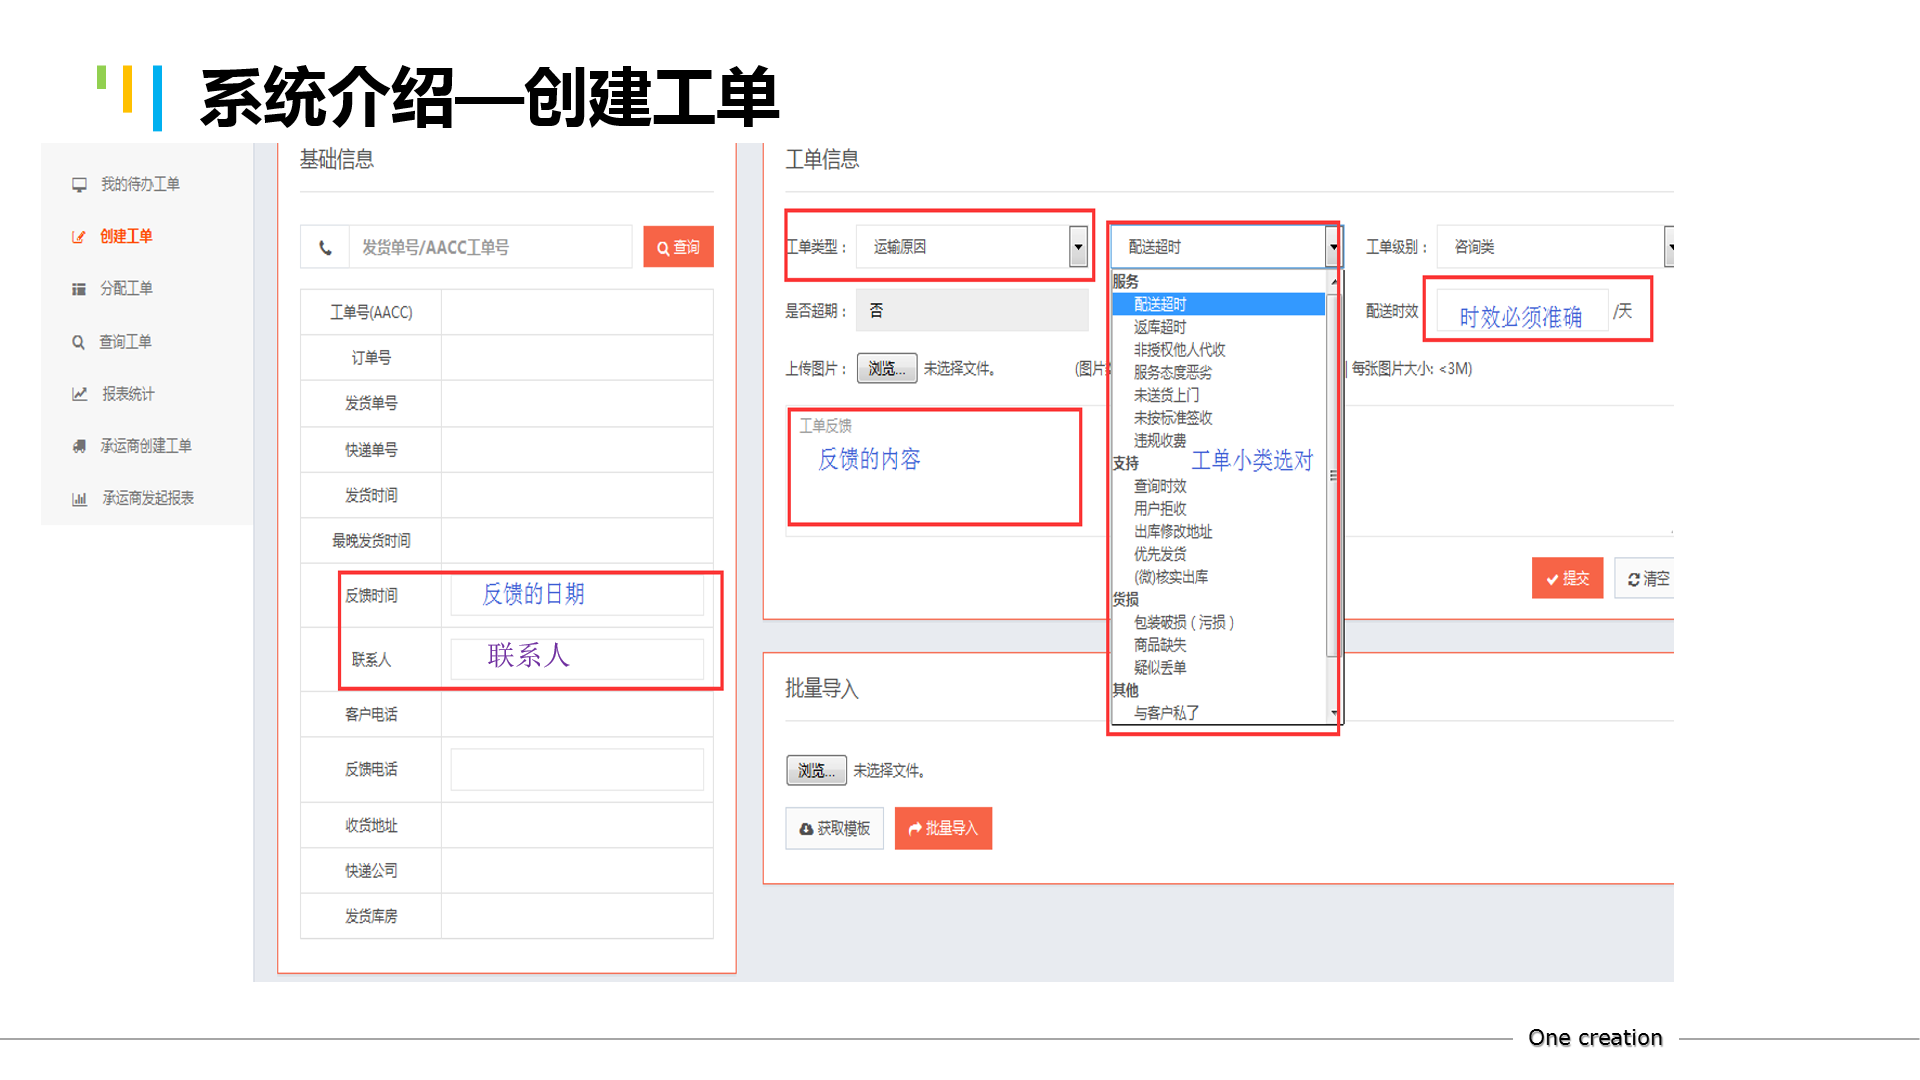 系统介绍—创建工单
我的待办工单
创建工单
分配工单
查询工单
报表统计
承运商创建工单
承运商发起报表
基础信息
发货单号/AACC工单号
查询
工单号(AACC)
订单号
发货单号
快递单号
发货时间
最晚发货时间
反馈时间 反馈的日期
联系人 联系人
客户电话
反馈电话
收货地址
快递公司
发货库房
工单信息
工单类型： 运输原因
配送超时
工单级别： 咨询类
是否超期： 否
配送时效 时效必须准确 /天
上传图片： 浏览... 未选择文件。 (图片 每张图片大小: <3M)
服务
配送超时
返库超时
非授权他人代收
服务态度恶劣
未送货上门
未按标准签收
违规收费
支持
工单小类选对
查询时效
用户拒收
出库修改地址
优先发货
(微)核实出库
货损
包装破损（污损）
商品缺失
疑似丢单
其他
与客户私了
工单反馈
反馈的内容
提交
清空
批量导入
浏览... 未选择文件。
获取模板
批量导入
One creation